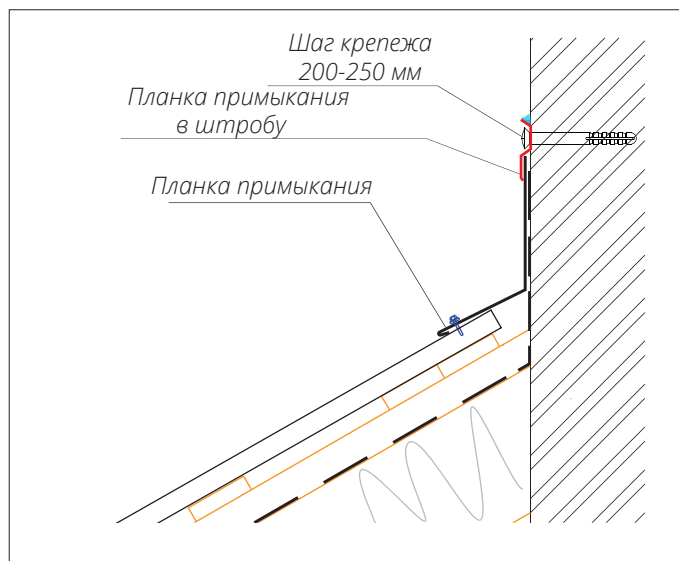 Шаг крепежа
200-250 мм
Планка примыкания
в штробу
Планка примыкания